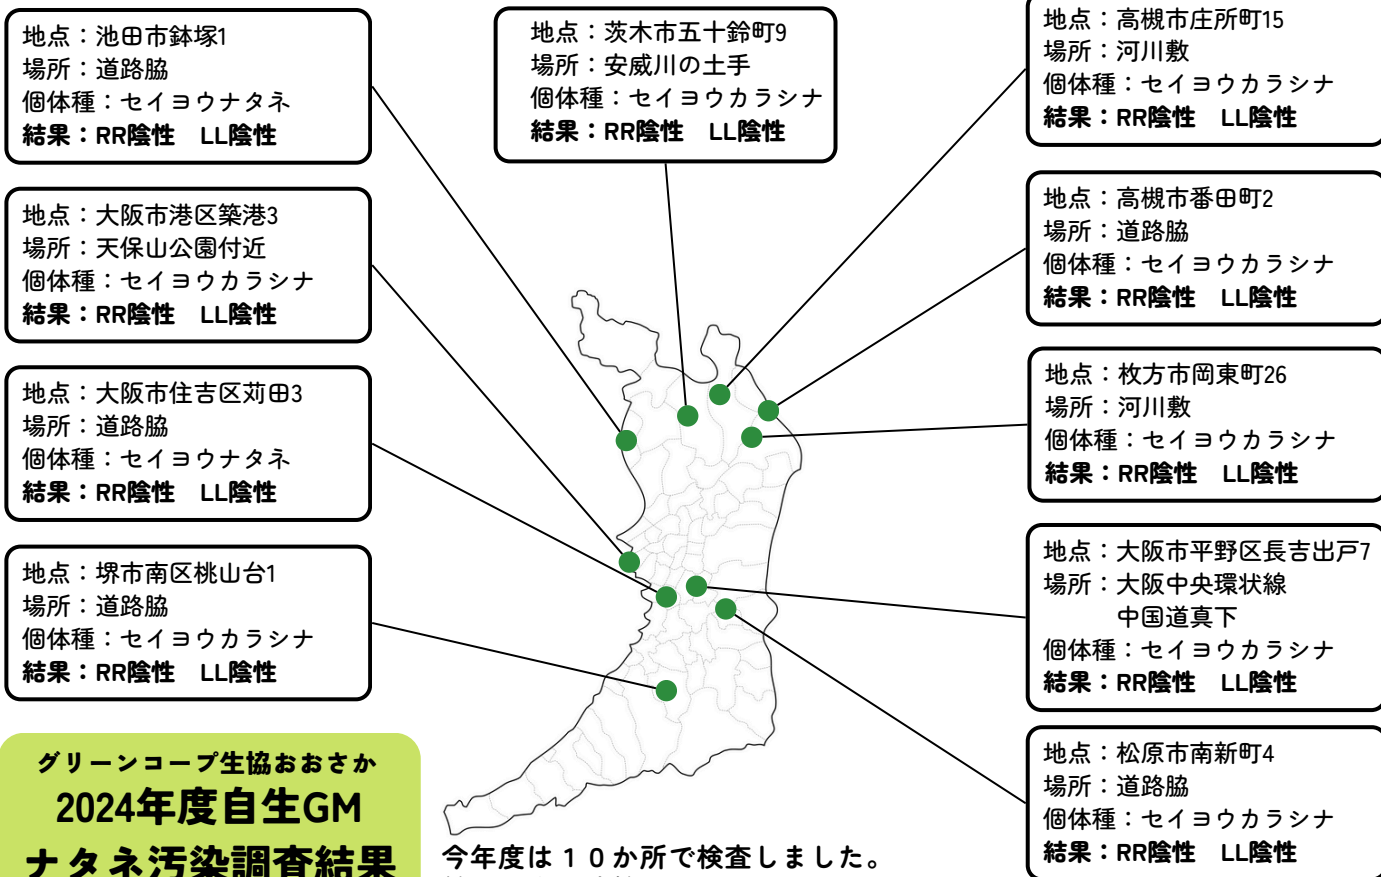 地点：池田市鉢塚1
場所：道路脇
個体種：セイヨウナタネ
結果：RR陰性　LL陰性
地点：茨木市五十鈴町9
場所：安威川の土手
個体種：セイヨウカラシナ
結果：RR陰性　LL陰性
地点：高槻市庄所町15
場所：河川敷
個体種：セイヨウカラシナ
結果：RR陰性　LL陰性
地点：大阪市港区築港3
場所：天保山公園付近
個体種：セイヨウカラシナ
結果：RR陰性　LL陰性
地点：高槻市番田町2
場所：道路脇
個体種：セイヨウカラシナ
結果：RR陰性　LL陰性
地点：大阪市住吉区苅田3
場所：道路脇
個体種：セイヨウナタネ
結果：RR陰性　LL陰性
地点：枚方市岡東町26
場所：河川敷
個体種：セイヨウカラシナ
結果：RR陰性　LL陰性
地点：堺市南区桃山台1
場所：道路脇
個体種：セイヨウカラシナ
結果：RR陰性　LL陰性
地点：大阪市平野区長吉出戸7
場所：大阪中央環状線
中国道真下
個体種：セイヨウカラシナ
結果：RR陰性　LL陰性
地点：松原市南新町4
場所：道路脇
個体種：セイヨウカラシナ
結果：RR陰性　LL陰性
グリーンコープ生協おおさか
2024年度自生GM
ナタネ汚染調査結果
今年度は１０か所で検査しました。